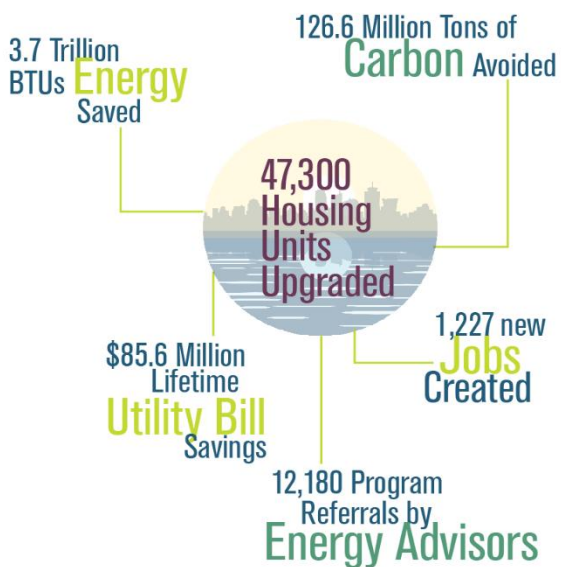 3.7 Trillion
BTUs Energy
Saved
126.6 Million Tons of
Carbon Avoided
47,300
Housing
Units
Upgraded
$85.6 Million
Lifetime
Utility Bill
Savings
1,227 new
Jobs
Created
12,180 Program
Referrals by
Energy Advisors